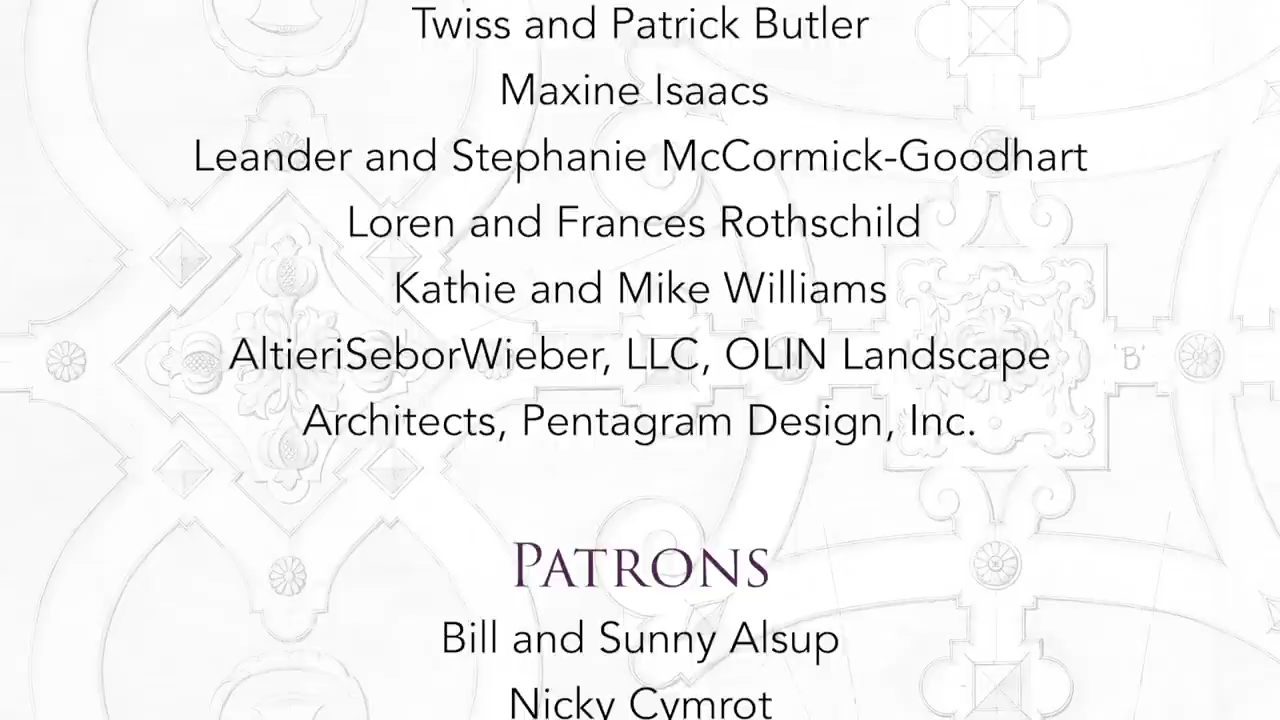 Twiss and Patrick Butler
Maxine Isaacs
Leander and Stephanie McCormick-Goodhart
Loren and Frances Rothschild
Kathie and Mike Williams
AltieriSeborWieber, LLC, OLIN Landscape
Architects, Pentagram Design, Inc.
'B'
PATRONS
Bill and Sunny Alsup
Nicky Cymrot